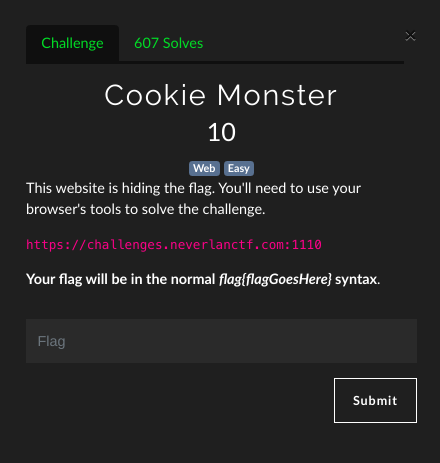 Challenge 607 Solves ×
Cookie Monster
10
Web Easy
This website is hiding the flag. You'll need to use your
browser's tools to solve the challenge.
https://challenges.neverlanctf.com:1110
Your flag will be in the normal flag{flagGoesHere} syntax.
Flag
Submit